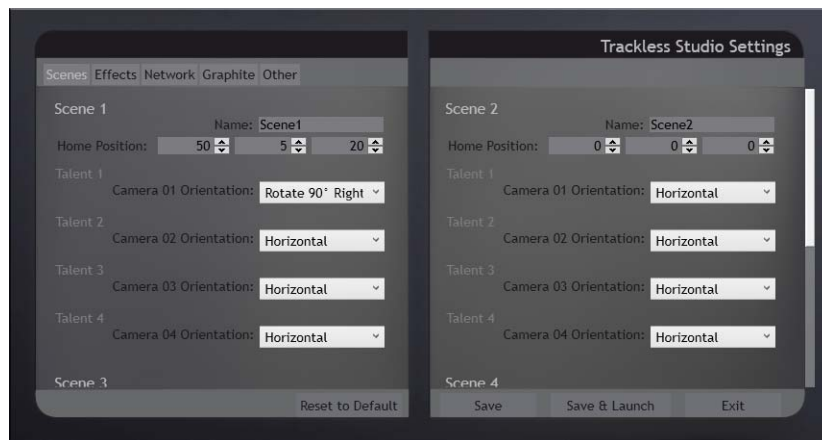 Trackless Studio Settings
Scenes Effects Network Graphite Other
Scene 1
Name: Scene1
Home Position: 50 5 20
Talent 1
Camera 01 Orientation: Rotate 90° Right
Talent 2
Camera 02 Orientation: Horizontal
Talent 3
Camera 03 Orientation: Horizontal
Talent 4
Camera 04 Orientation: Horizontal
Scene 3
Reset to Default
Scene 2
Name: Scene2
Home Position: 0 0 0
Talent 1
Camera 01 Orientation: Horizontal
Talent 2
Camera 02 Orientation: Horizontal
Talent 3
Camera 03 Orientation: Horizontal
Talent 4
Camera 04 Orientation: Horizontal
Scene 4
Save Save & Launch Exit